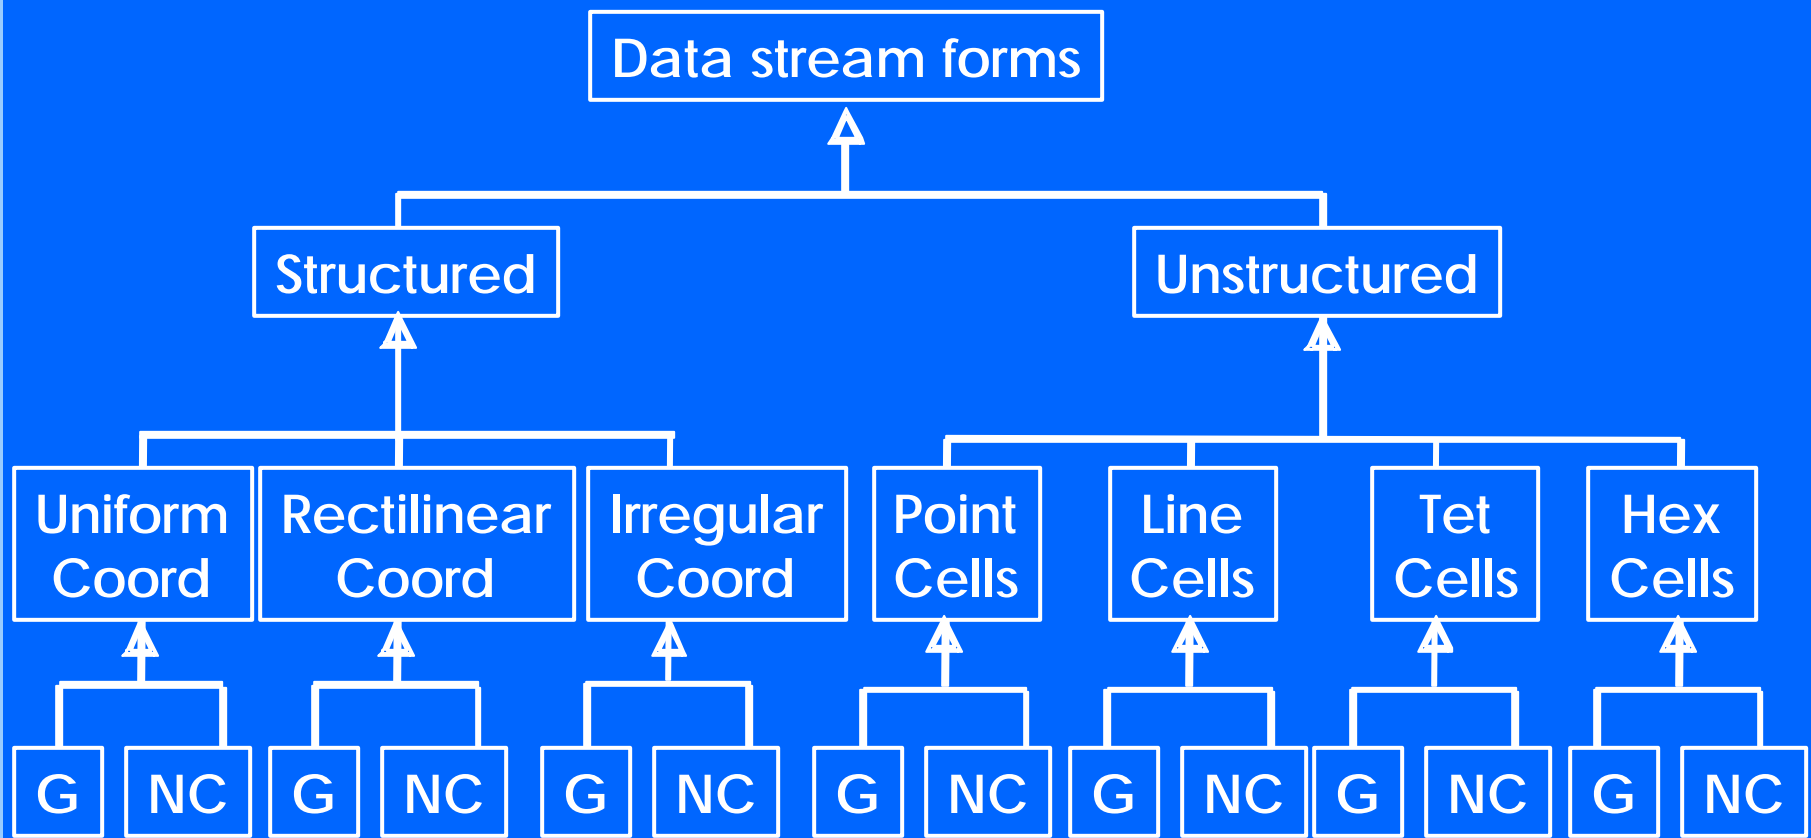 Data stream forms
Structured
Unstructured
Uniform
Coord
Rectilinear
Coord
Irregular
Coord
Point
Cells
Line
Cells
Tet
Cells
Hex
Cells
G
NC
G
NC
G
NC
G
NC
G
NC
G
NC
G
NC